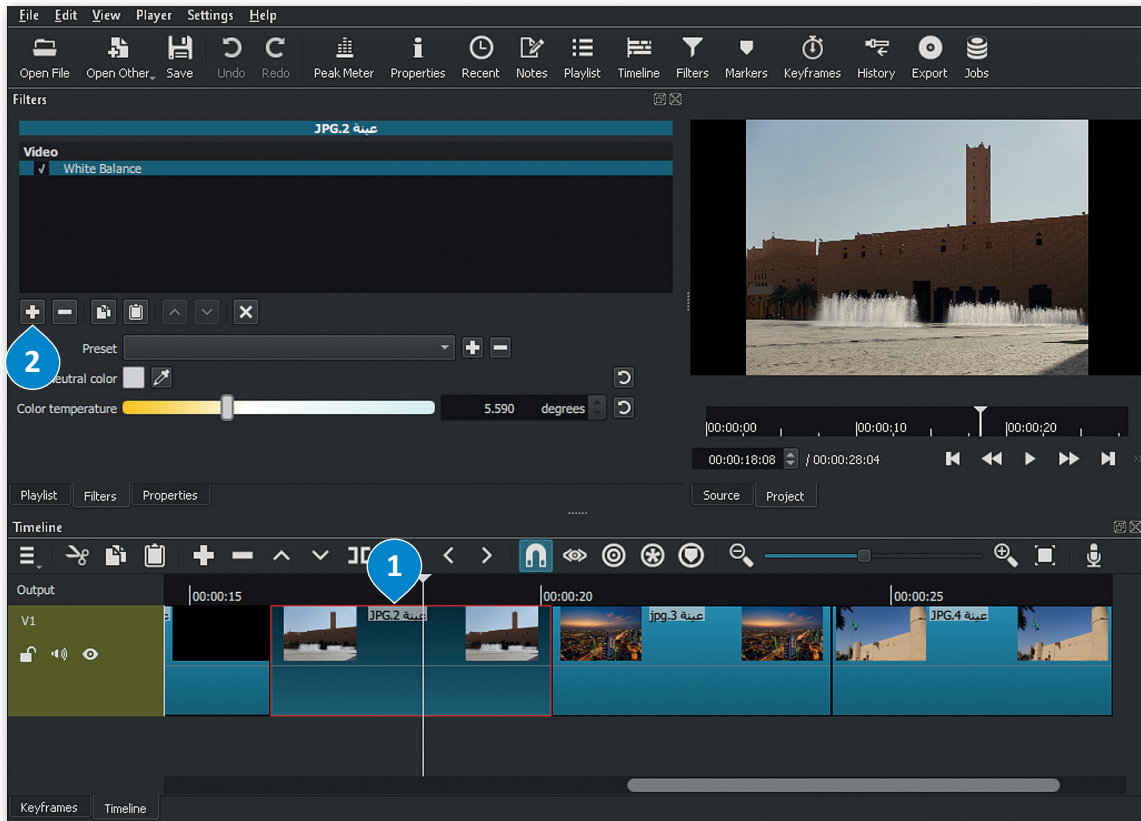 File Edit View Player Settings Help
Open File Open Other Save Undo Redo Peak Meter Properties Recent Notes Playlist Timeline Filters Markers Keyframes History Export Jobs
Filters
عينة 2.JPG
Video
White Balance
2
Preset
eutral color
Color temperature 5.590 degrees
00:00:00 00:00:10 00:00:20
00:00:18:08 / 00:00:28:04
Playlist Filters Properties
Source Project
Timeline
1
Output
00:00:15 00:00:20 00:00:25
V1
عينة 2.JPG
عينة 3.jpg
عينة 4.JPG
Keyframes Timeline